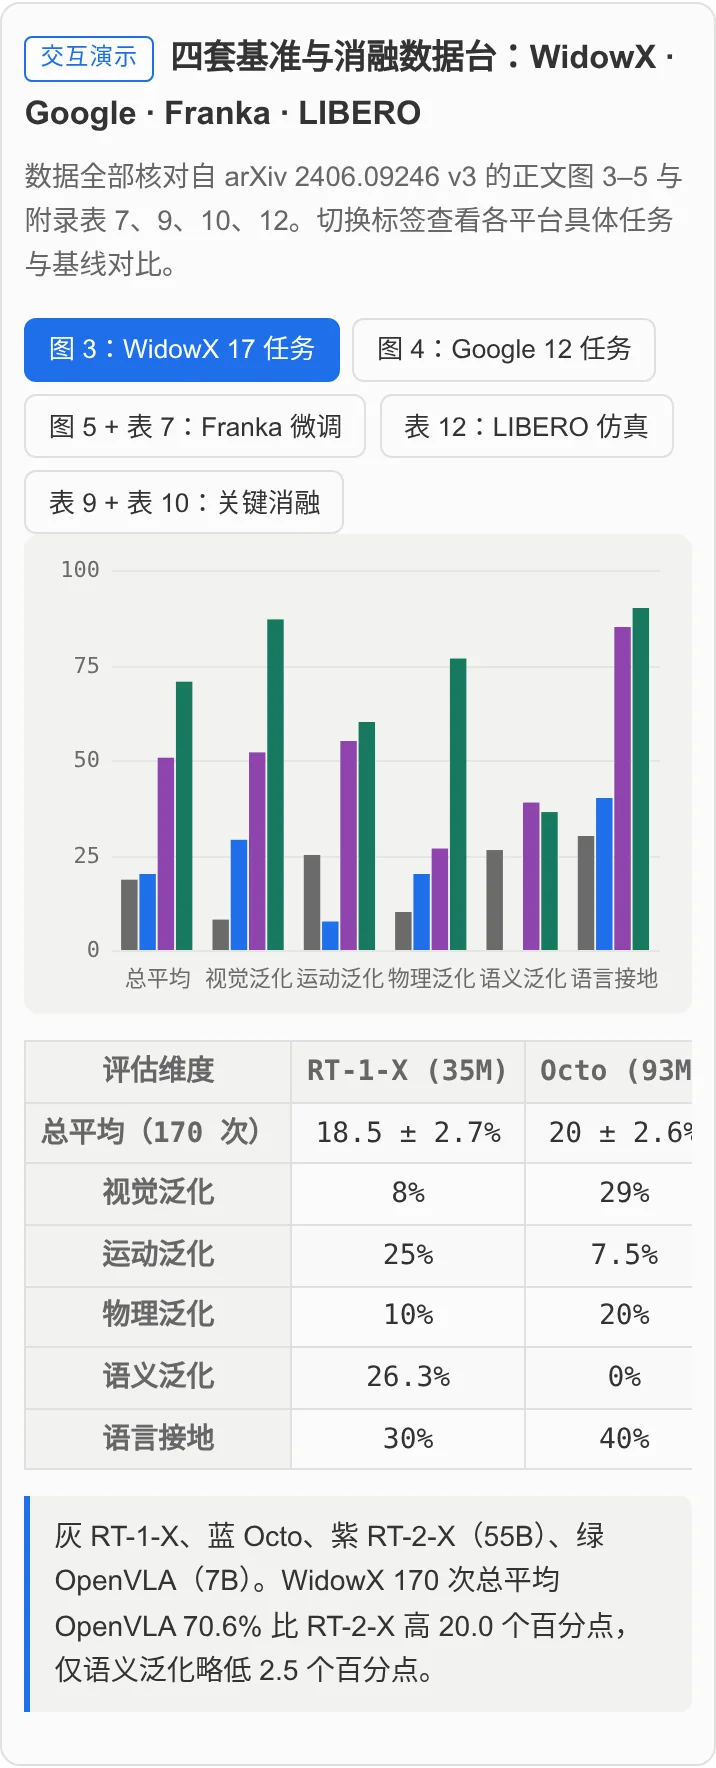 交互演示 四套基准与消融数据台：WidowX ·
Google · Franka · LIBERO
数据全部核对自 arXiv 2406.09246 v3 的正文图 3–5 与
附录表 7、9、10、12。切换标签查看各平台具体任务
与基线对比。
图 3：WidowX 17 任务 图 4：Google 12 任务
图 5 + 表 7：Franka 微调 表 12：LIBERO 仿真
表 9 + 表 10：关键消融
100
75
50
25
0
总平均 视觉泛化 运动泛化 物理泛化 语义泛化 语言接地
评估维度 RT-1-X (35M) Octo (93M
总平均（170 次） 18.5 ± 2.7% 20 ± 2.6%
视觉泛化 8% 29%
运动泛化 25% 7.5%
物理泛化 10% 20%
语义泛化 26.3% 0%
语言接地 30% 40%
灰 RT-1-X、蓝 Octo、紫 RT-2-X（55B）、绿
OpenVLA（7B）。WidowX 170 次总平均
OpenVLA 70.6% 比 RT-2-X 高 20.0 个百分点，
仅语义泛化略低 2.5 个百分点。